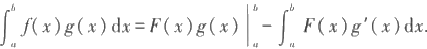 ∫_a^b f(x)g(x)dx = F(x)g(x)|_a^b − ∫_a^b F(x)g′(x)dx.